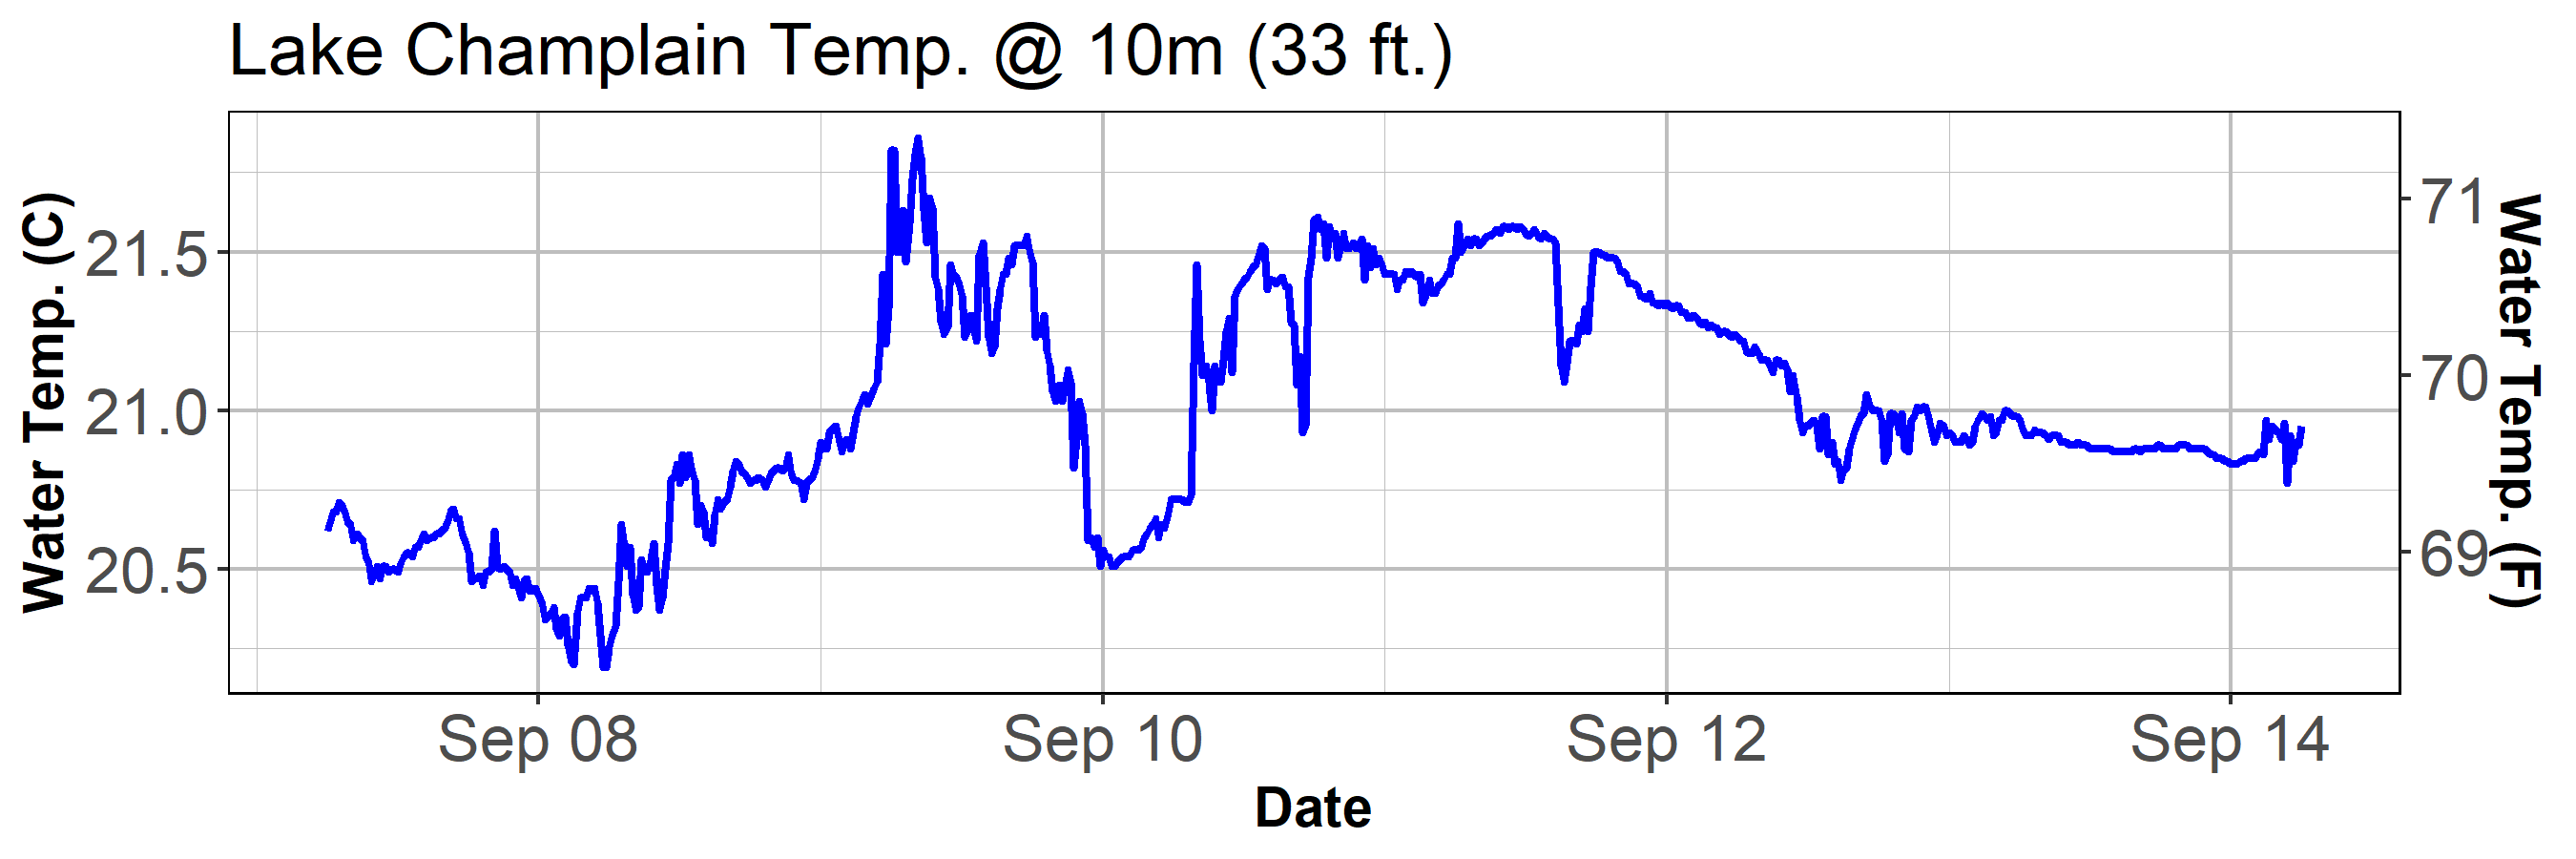 Lake Champlain Temp. @ 10m (33 ft.)
Water Temp. (C)
21.5
21.0
20.5
71
70
69
Water Temp. (F)
Sep 08
Sep 10
Sep 12
Sep 14
Date